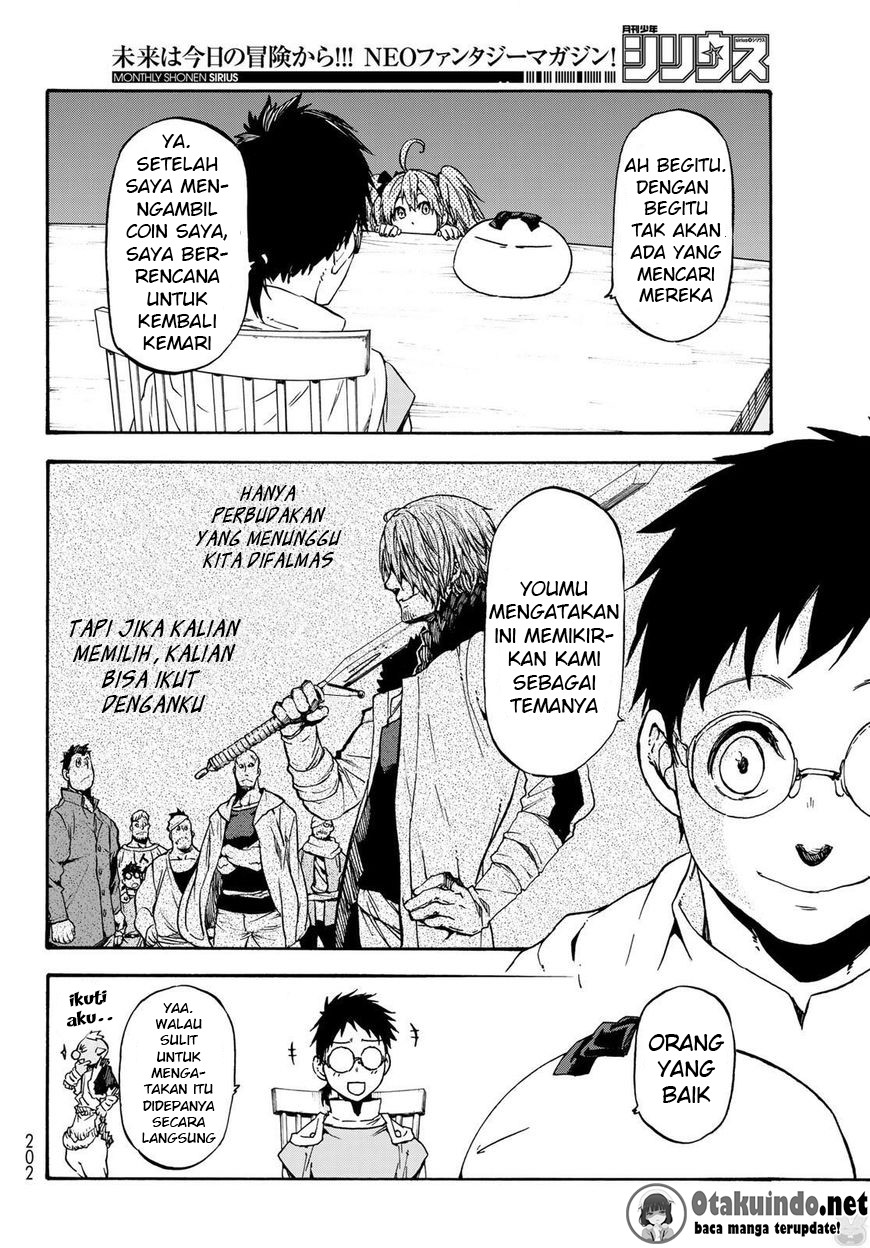 未来は今日の冒険から!!! NEOファンタジーマガジン!
月刊少年
シリウス
MONTHLY SHONEN SIRIUS
AH BEGITU.
DENGAN
BEGITU
TAK AKAN
ADA YANG
MENCARI
MEREKA
YA.
SETELAH
SAYA MEN-
NGAMBIL
COIN SAYA,
SAYA BER-
RENCANA
UNTUK
KEMBALI
KEMARI
YOUMU
MENGATAKAN
INI MEMIKIR-
KAN KAMI
SEBAGAI
TEMANYA
HANYA
PERBUDAKAN
YANG MENUNGGU
KITA DIFALMAS
TAPI JIKA KALIAN
MEMILIH, KALIAN
BISA IKUT
DENGANKU
ORANG
YANG
BAIK
YAA.
WALAU
SULIT
UNTUK
MENGA-
TAKAN ITU
DIDEPANYA
SECARA
LANGSUNG
ikuti
aku..
202
Otakuindo.net
baca manga terupdate!